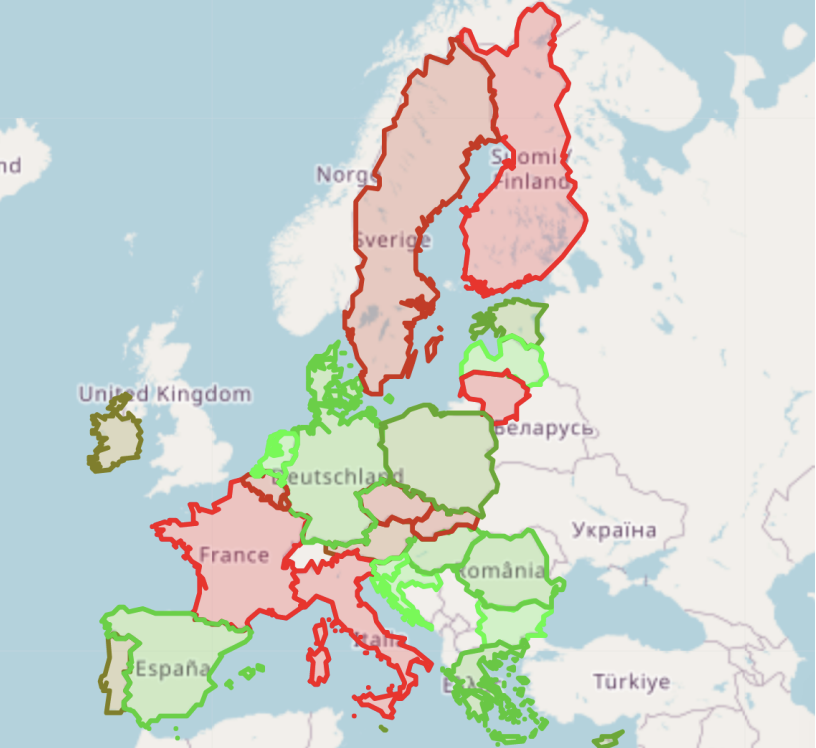 nd
Suomi /
Finland
Norge
Sverige
United Kingdom
Беларусь
Deutschland
Україна
France
România
Italia
España
Türkiye